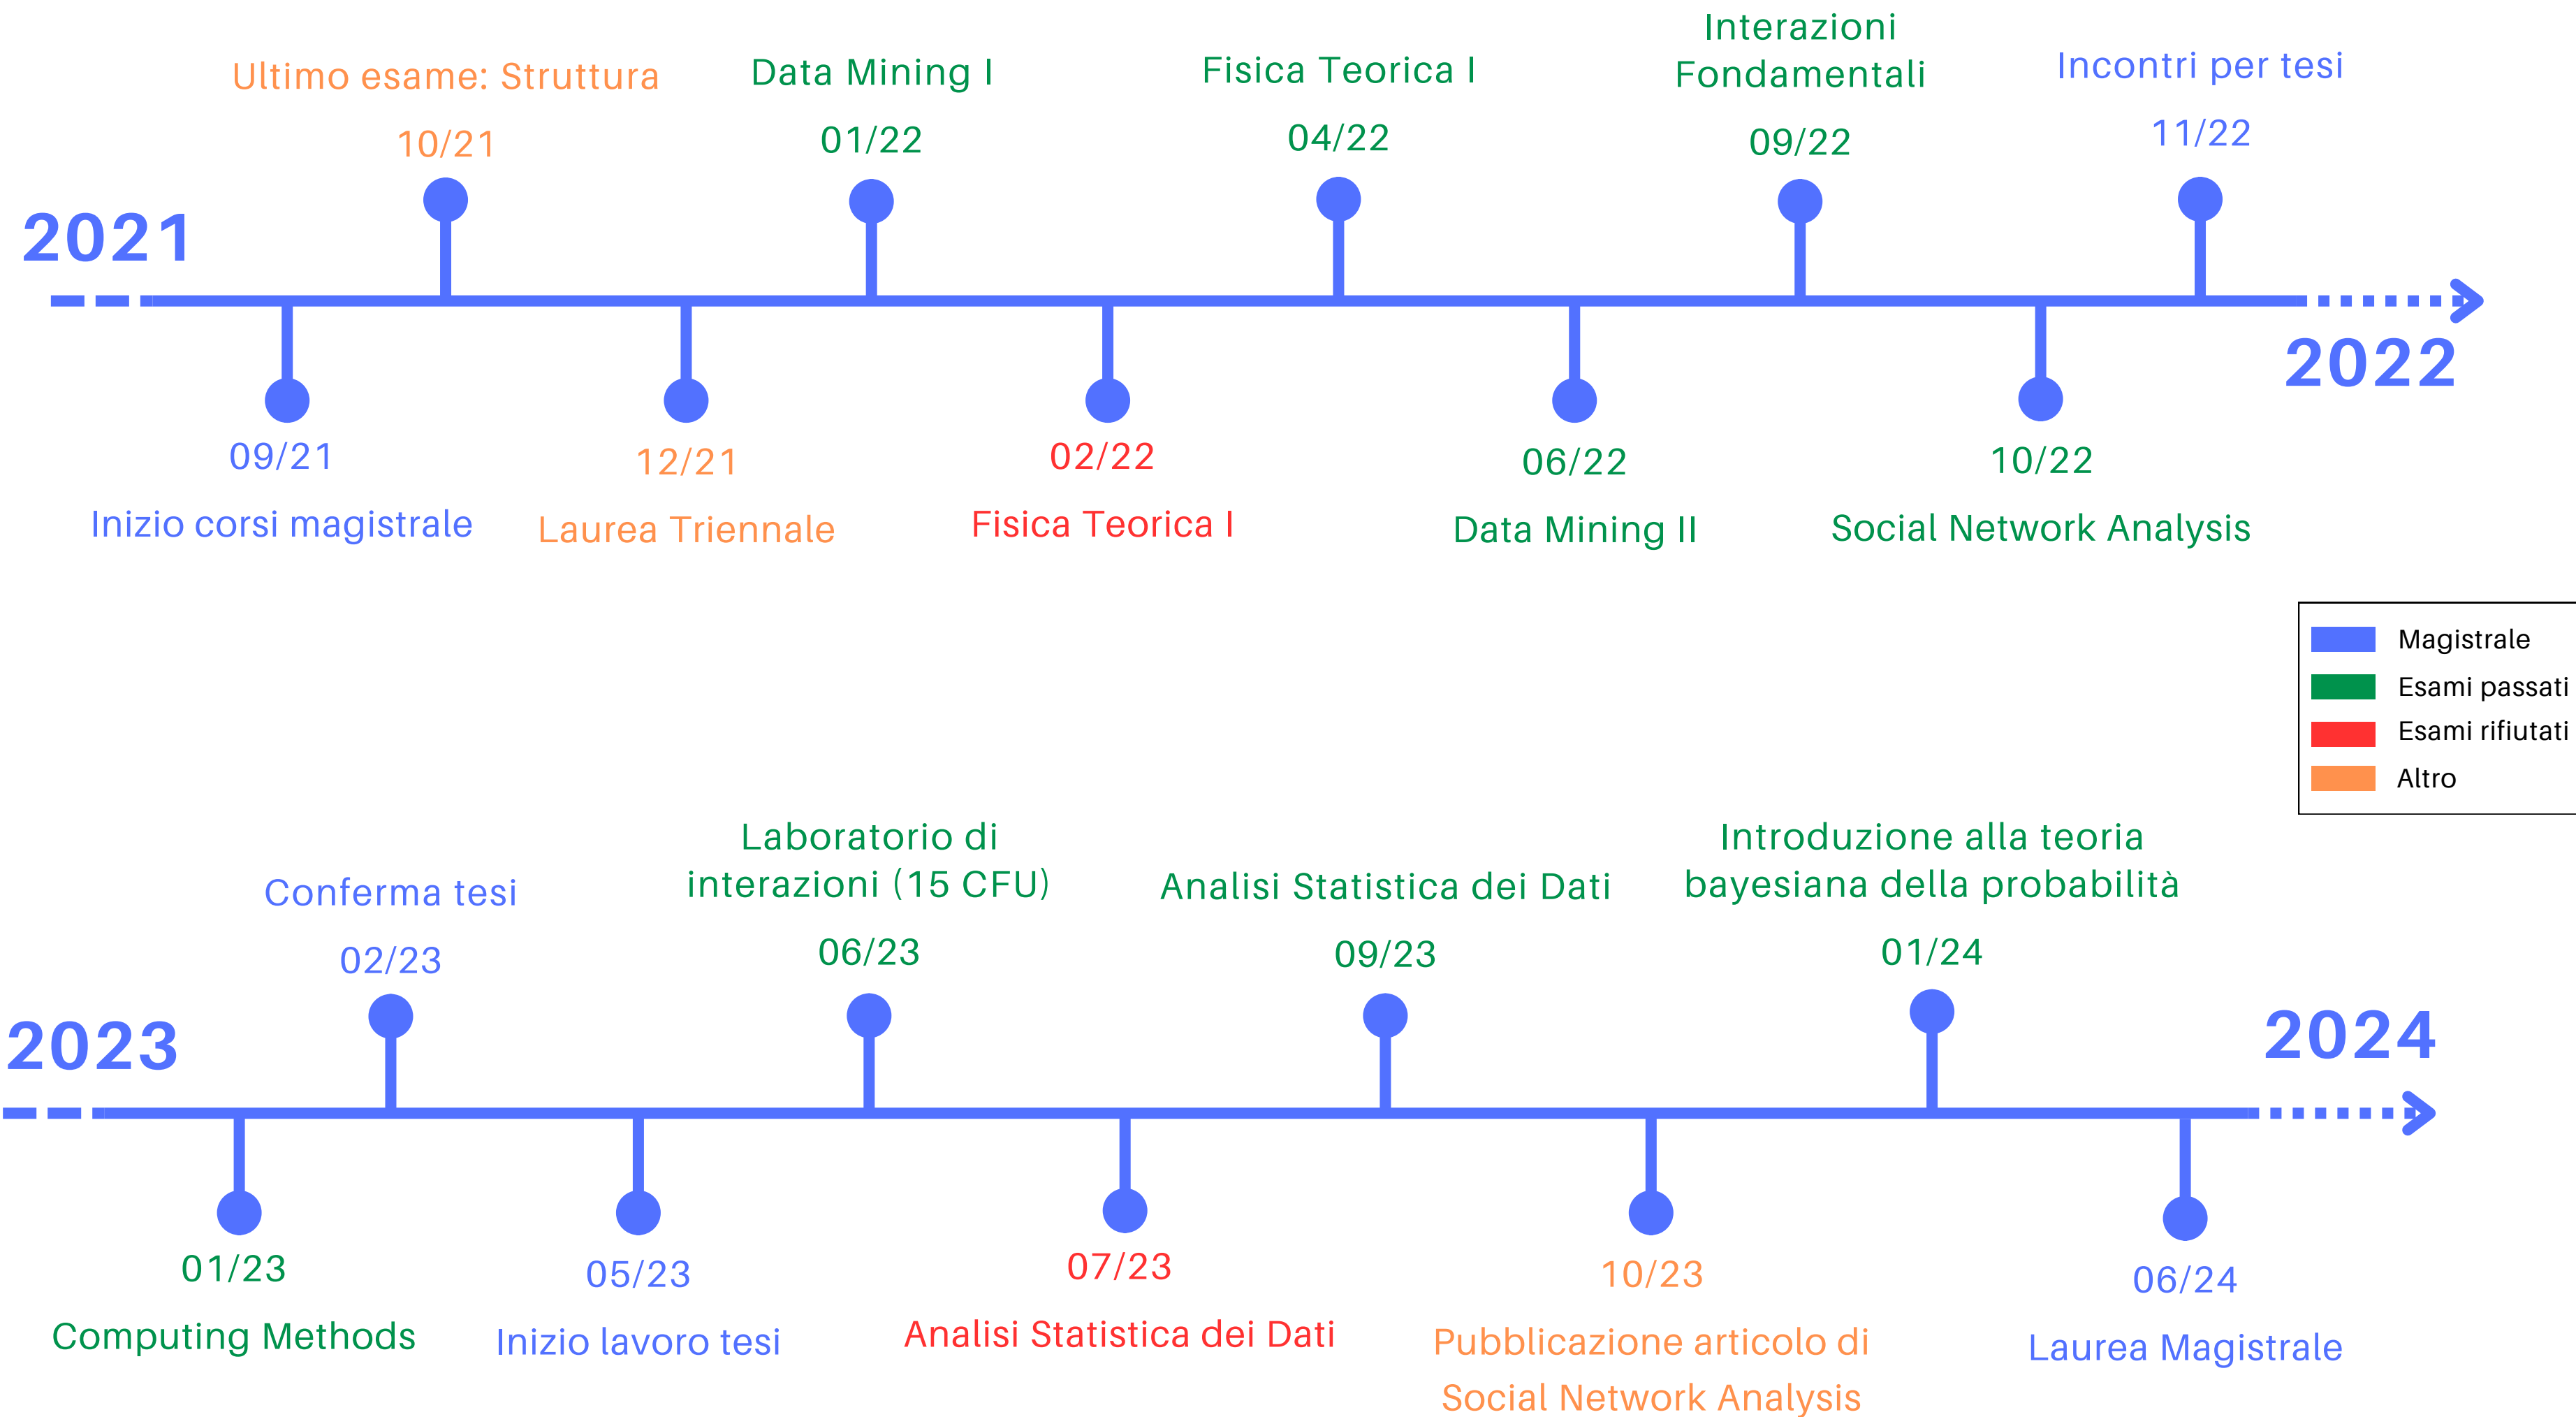 Ultimo esame: Struttura
10/21
Data Mining I
01/22
Fisica Teorica I
04/22
Interazioni
Fondamentali
09/22
Incontri per tesi
11/22
2021
2022
09/21
Inizio corsi magistrale
12/21
Laurea Triennale
02/22
Fisica Teorica I
06/22
Data Mining II
10/22
Social Network Analysis
Magistrale
Esami passati
Esami rifiutati
Altro
Conferma tesi
02/23
Laboratorio di
interazioni (15 CFU)
06/23
Analisi Statistica dei Dati
09/23
Introduzione alla teoria
bayesiana della probabilità
01/24
2023
2024
01/23
Computing Methods
05/23
Inizio lavoro tesi
07/23
Analisi Statistica dei Dati
10/23
Pubblicazione articolo di
Social Network Analysis
06/24
Laurea Magistrale